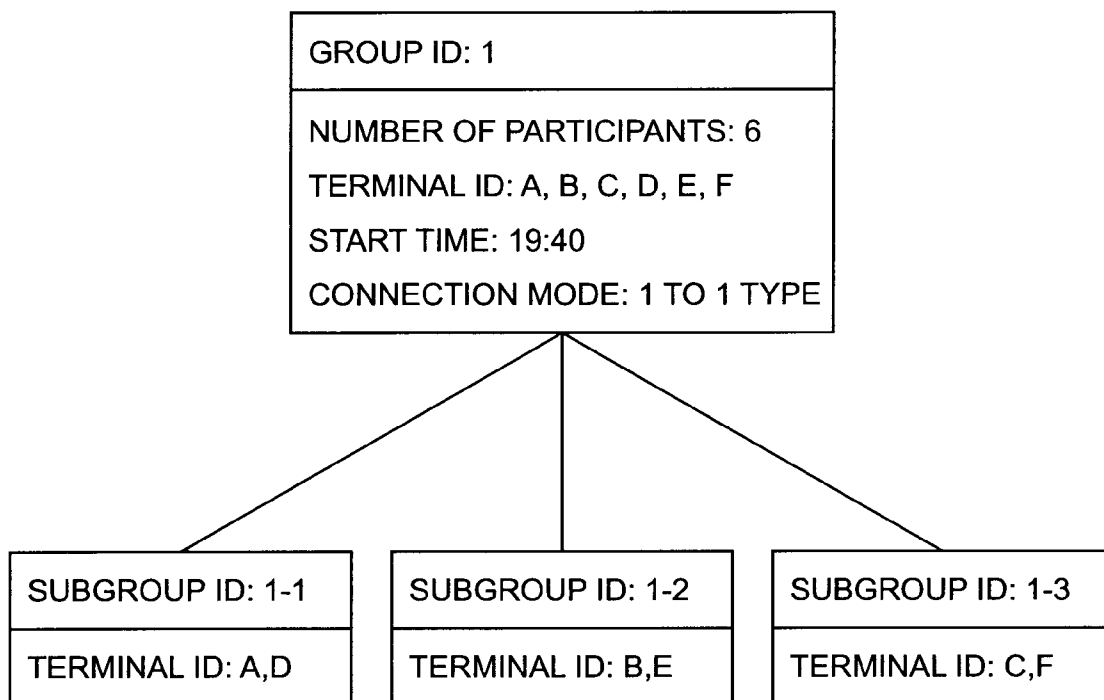 GROUP ID: 1
NUMBER OF PARTICIPANTS: 6
TERMINAL ID: A, B, C, D, E, F
START TIME: 19:40
CONNECTION MODE: 1 TO 1 TYPE
SUBGROUP ID: 1-1
TERMINAL ID: A,D
SUBGROUP ID: 1-2
TERMINAL ID: B,E
SUBGROUP ID: 1-3
TERMINAL ID: C,F